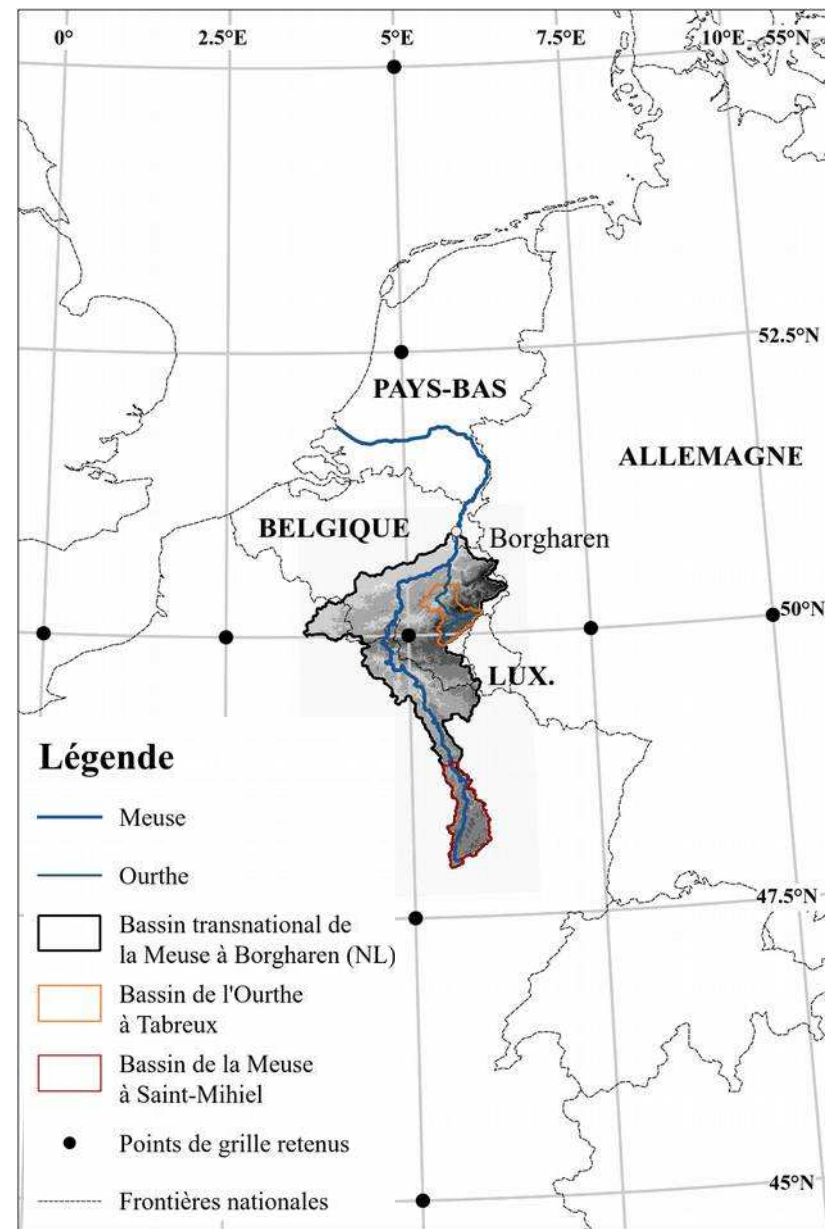 0° 2.5°E 5°E 7.5°E 10°E 55°N
52.5°N
PAYS-BAS
ALLEMAGNE
BELGIQUE
Borgharen
50°N
LUX.
Légende
Meuse
Ourthe
47.5°N
Bassin transnational de
la Meuse à Borgharen (NL)
Bassin de l'Ourthe
à Tabreux
Bassin de la Meuse
à Saint-Mihiel
Points de grille retenus
45°N
Frontières nationales